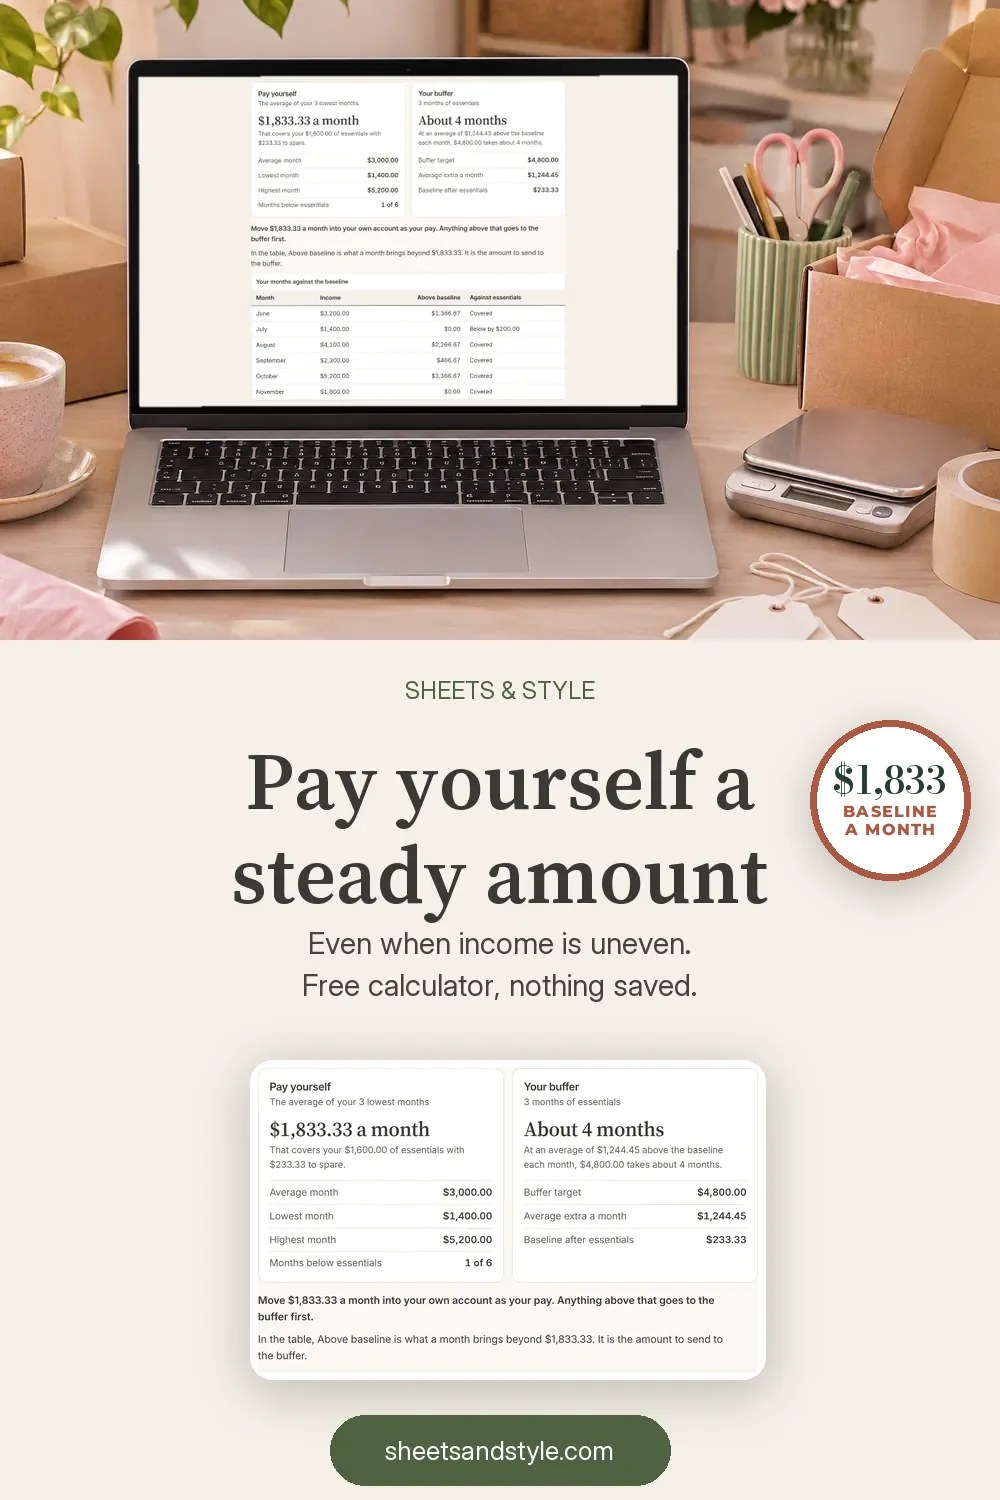 Pay yourself
The average of your 3 lowest months
$1,833.33 a month
That covers your $1,600.00 of essentials with
$233.33 to spare.
Average month $3,000.00
Lowest month $1,400.00
Highest month $5,200.00
Months below essentials 1 of 6
Your buffer
3 months of essentials
About 4 months
At an average of $1,244.45 above the baseline
each month, $4,800.00 takes about 4 months.
Buffer target $4,800.00
Average extra a month $1,244.45
Baseline after essentials $233.33
Move $1,833.33 a month into your own account as your pay. Anything above that goes to the
buffer first.
In the table, Above baseline is what a month brings beyond $1,833.33. It is the amount to send to
the buffer.
Your months against the baseline
Month Income Above baseline Against essentials
June $3,200.00 $1,366.67 Covered
July $1,400.00 $0.00 Below by $200.00
August $4,100.00 $2,266.67 Covered
September $2,300.00 $466.67 Covered
October $5,200.00 $3,366.67 Covered
November $1,800.00 $0.00 Covered
SHEETS & STYLE
Pay yourself a
steady amount
$1,833
BASELINE
A MONTH
Even when income is uneven.
Free calculator, nothing saved.
Pay yourself
The average of your 3 lowest months
$1,833.33 a month
That covers your $1,600.00 of essentials with
$233.33 to spare.
Average month $3,000.00
Lowest month $1,400.00
Highest month $5,200.00
Months below essentials 1 of 6
Your buffer
3 months of essentials
About 4 months
At an average of $1,244.45 above the baseline
each month, $4,800.00 takes about 4 months.
Buffer target $4,800.00
Average extra a month $1,244.45
Baseline after essentials $233.33
Move $1,833.33 a month into your own account as your pay. Anything above that goes to the
buffer first.
In the table, Above baseline is what a month brings beyond $1,833.33. It is the amount to send to
the buffer.
sheetsandstyle.com